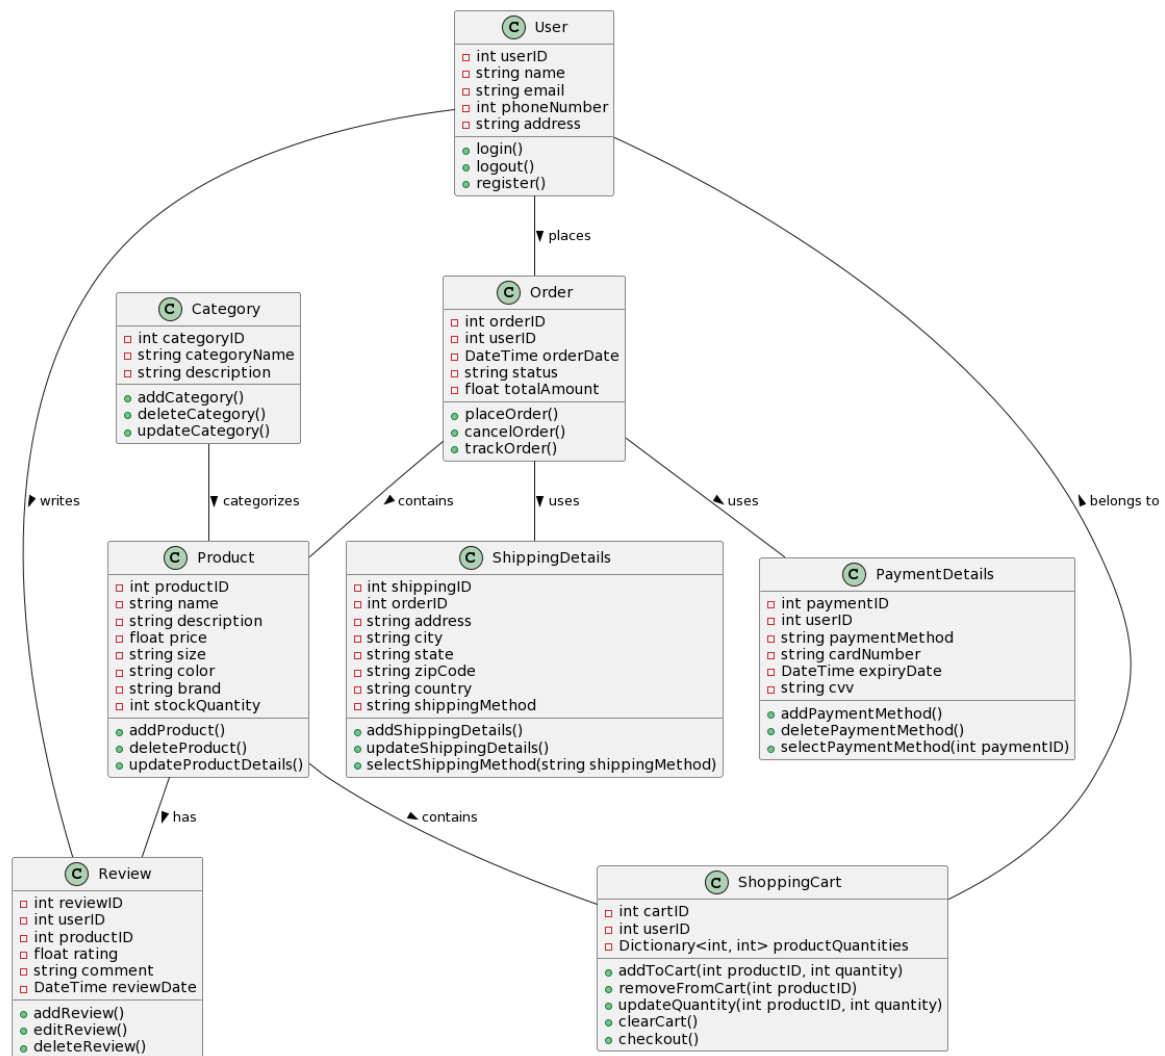 C User
int userID
string name
string email
int phoneNumber
string address
login()
logout()
register()
places
C Category
int categoryID
string categoryName
string description
addCategory()
deleteCategory()
updateCategory()
C Order
int orderID
int userID
DateTime orderDate
string status
float totalAmount
placeOrder()
cancelOrder()
trackOrder()
writes
categorizes
contains
uses
uses
belongs to
C Product
int productID
string name
string description
float price
string size
string color
string brand
int stockQuantity
addProduct()
deleteProduct()
updateProductDetails()
C ShippingDetails
int shippingID
int orderID
string address
string city
string state
string zipCode
string country
string shippingMethod
addShippingDetails()
updateShippingDetails()
selectShippingMethod(string shippingMethod)
C PaymentDetails
int paymentID
int userID
string paymentMethod
string cardNumber
DateTime expiryDate
string cvv
addPaymentMethod()
deletePaymentMethod()
selectPaymentMethod(int paymentID)
has
contains
C Review
int reviewID
int userID
int productID
float rating
string comment
DateTime reviewDate
addReview()
editReview()
deleteReview()
C ShoppingCart
int cartID
int userID
Dictionary<int, int> productQuantities
addToCart(int productID, int quantity)
removeFromCart(int productID)
updateQuantity(int productID, int quantity)
clearCart()
checkout()